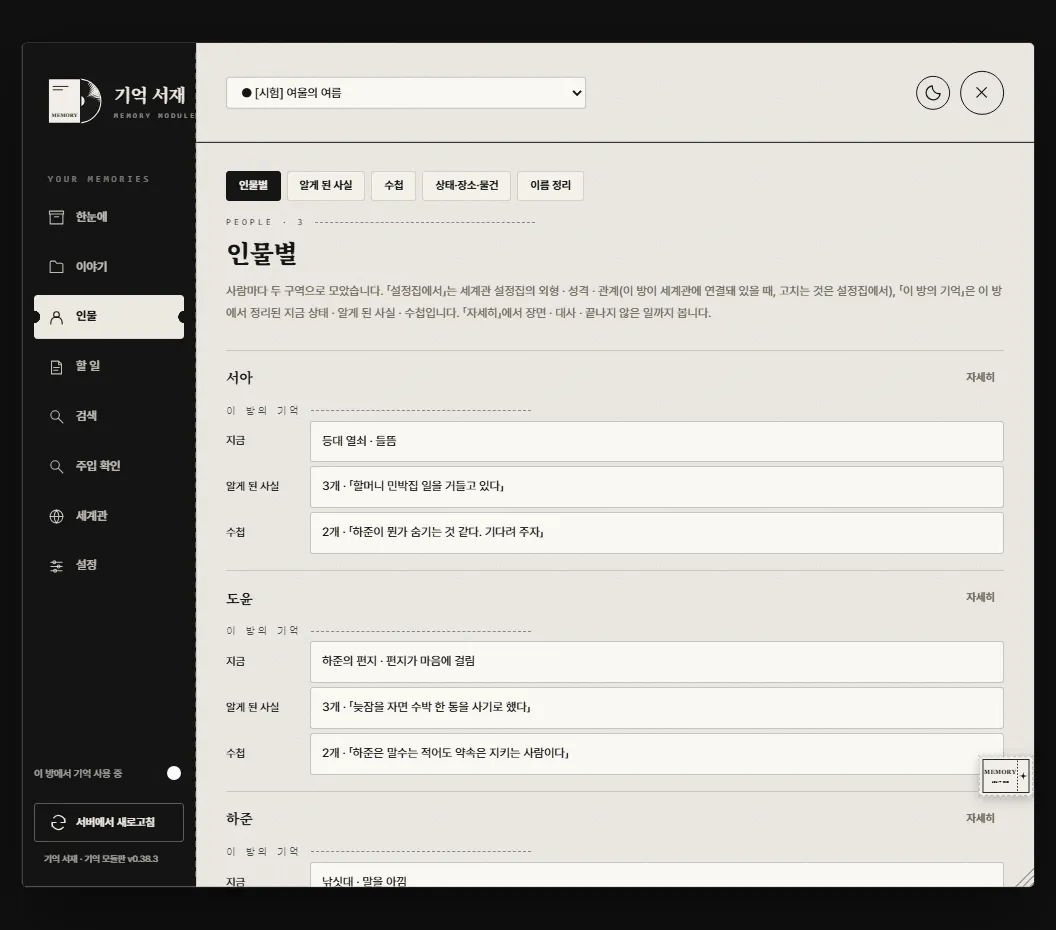 MEMORY
기억 서재
MEMORY MODULE
YOUR MEMORIES
한눈에
이야기
인물
할 일
검색
주입 확인
세계관
설정
이 방에서 기억 사용 중
서버에서 새로고침
기억 서재 · 기억 모듈판 v0.38.3
● [시험] 여울의 여름
인물별 알게 된 사실 수첩 상태·장소·물건 이름 정리
PEOPLE · 3
인물별
사람마다 두 구역으로 모았습니다. 「설정집에서」는 세계관 설정집의 외형 · 성격 · 관계(이 방이 세계관에 연결돼 있을 때, 고치는 것은 설정집에서), 「이 방의 기억」은 이 방
에서 정리된 지금 상태 · 알게 된 사실 · 수첩입니다. 「자세히」에서 장면 · 대사 · 끝나지 않은 일까지 봅니다.
서아 자세히
이 방의 기억
지금 등대 열쇠 · 들뜸
알게 된 사실 3개 · 「할머니 민박집 일을 거들고 있다」
수첩 2개 · 「하준이 뭔가 숨기는 것 같다. 기다려 주자」
도윤 자세히
이 방의 기억
지금 하준의 편지 · 편지가 마음에 걸림
알게 된 사실 3개 · 「늦잠을 자면 수박 한 통을 사기로 했다」
수첩 2개 · 「하준은 말수는 적어도 약속은 지키는 사람이다」
MEMORY
하준 자세히
이 방의 기억
지금 낚싯대 · 말을 아낌